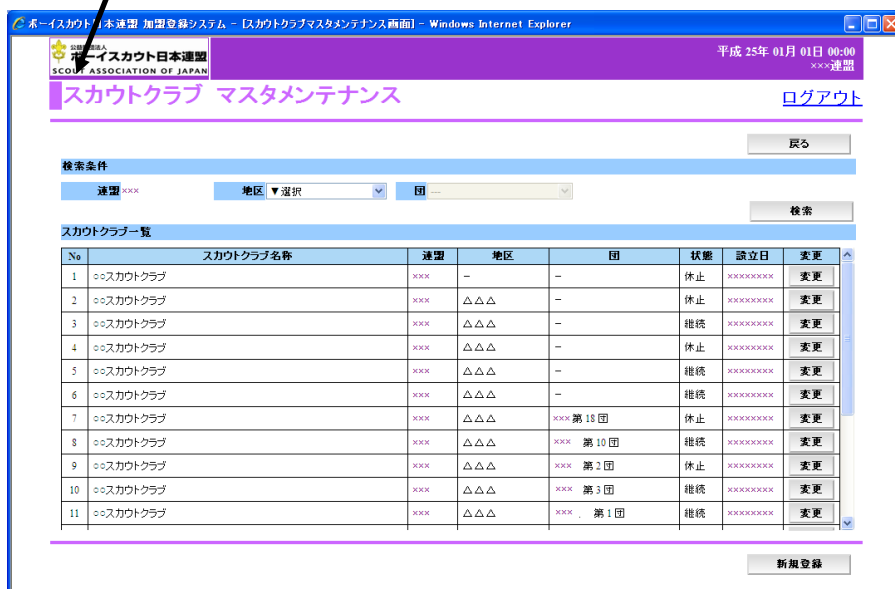 ボーイスカウト日本連盟 加盟登録システム - [スカウトクラブマスタメンテナンス画面] - Windows Internet Explorer
ボーイスカウト日本連盟
SCOUT ASSOCIATION OF JAPAN
平成 25年 01月 01日 00:00
×××連盟
スカウトクラブ マスタメンテナンス
ログアウト
戻る
検索条件
連盟 ××× 地区 ▼選択 団 ---
検索
スカウトクラブ一覧
No スカウトクラブ名称 連盟 地区 団 状態 設立日 変更
1 ○○スカウトクラブ ××× - - 休止 ×××××××× 変更
2 ○○スカウトクラブ ××× △△△ - 休止 ×××××××× 変更
3 ○○スカウトクラブ ××× △△△ - 継続 ×××××××× 変更
4 ○○スカウトクラブ ××× △△△ - 休止 ×××××××× 変更
5 ○○スカウトクラブ ××× △△△ - 継続 ×××××××× 変更
6 ○○スカウトクラブ ××× △△△ - 継続 ×××××××× 変更
7 ○○スカウトクラブ ××× △△△ ××× 第 18 団 休止 ×××××××× 変更
8 ○○スカウトクラブ ××× △△△ ××× 第 10 団 継続 ×××××××× 変更
9 ○○スカウトクラブ ××× △△△ ××× 第 2 団 休止 ×××××××× 変更
10 ○○スカウトクラブ ××× △△△ ××× 第 3 団 継続 ×××××××× 変更
11 ○○スカウトクラブ ××× △△△ ××× . 第 1 団 継続 ×××××××× 変更
新規登録